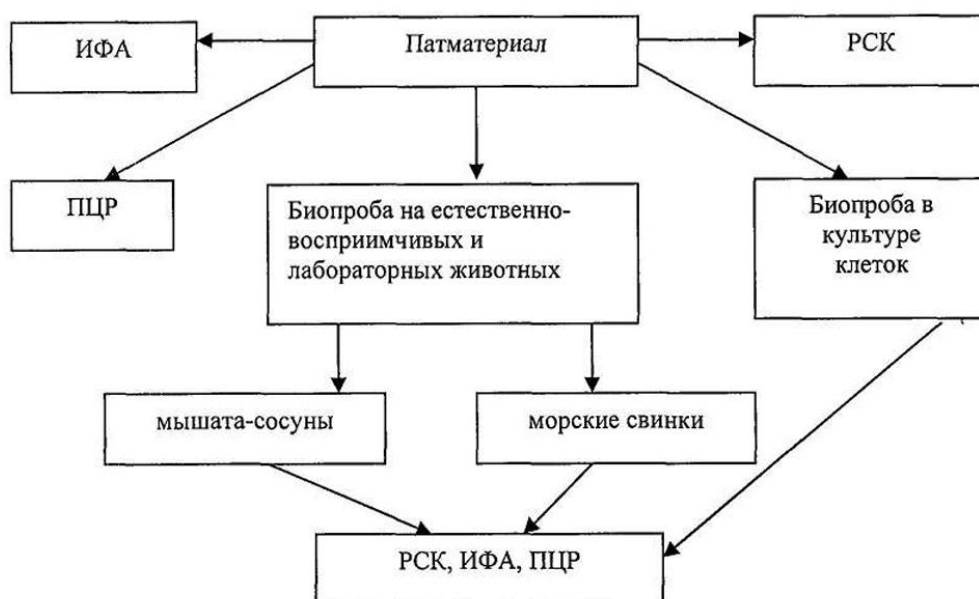 ИФА
Патматериал
РСК
ПЦР
Биопроба на естественно-
восприимчивых и
лабораторных животных
Биопроба в
культуре
клеток
мышата-сосуны
морские свинки
РСК, ИФА, ПЦР